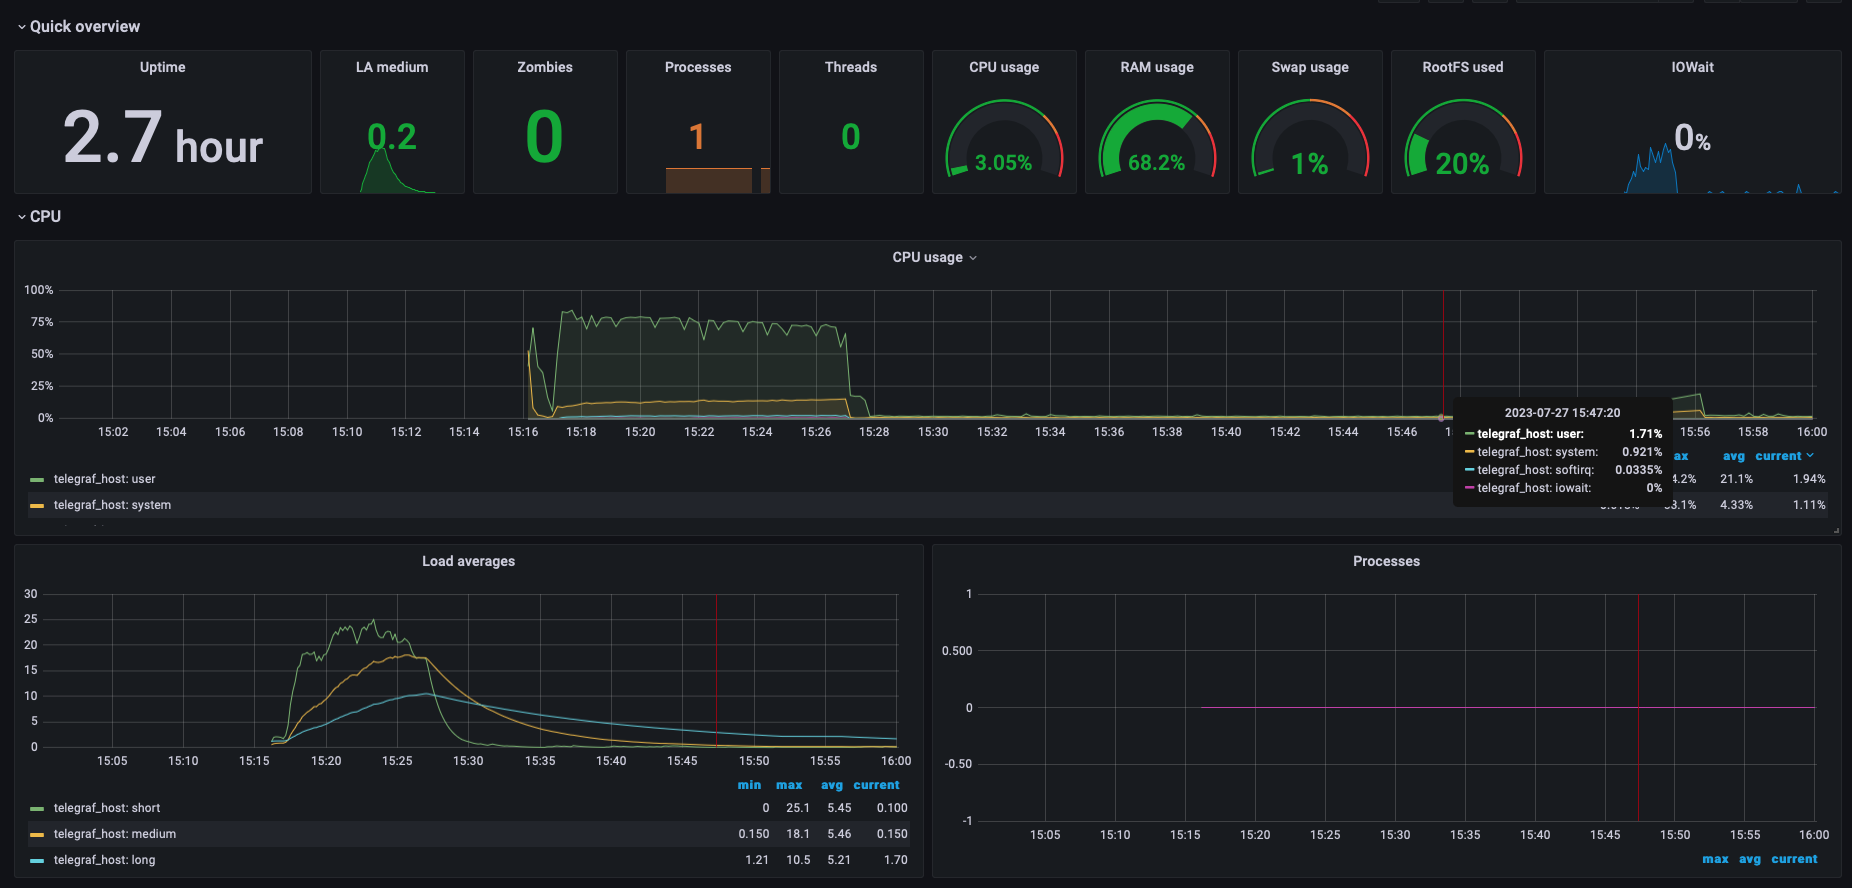 Quick overview
Uptime
LA medium
Zombies
Processes
Threads
CPU usage
RAM usage
Swap usage
RootFS used
IOWait
2.7 hour
0.2
0
1
0
3.05%
68.2%
1%
20%
0%
CPU
CPU usage
100%
75%
50%
25%
0%
15:02 15:04 15:06 15:08 15:10 15:12 15:14 15:16 15:18 15:20 15:22 15:24 15:26 15:28 15:30 15:32 15:34 15:36 15:38 15:40 15:42 15:44 15:46 15:56 15:58 16:00
2023-07-27 15:47:20
telegraf_host: user: 1.71%
telegraf_host: system: 0.921%
telegraf_host: softirq: 0.0335%
telegraf_host: iowait: 0%
avg current
telegraf_host: user 21.1% 1.94%
telegraf_host: system 4.33% 1.11%
Load averages
30
25
20
15
10
5
0
15:05 15:10 15:15 15:20 15:25 15:30 15:35 15:40 15:45 15:50 15:55 16:00
min max avg current
telegraf_host: short 0 25.1 5.45 0.100
telegraf_host: medium 0.150 18.1 5.46 0.150
telegraf_host: long 1.21 10.5 5.21 1.70
Processes
1
0.500
0
-0.50
-1
15:05 15:10 15:15 15:20 15:25 15:30 15:35 15:40 15:45 15:50 15:55 16:00
max avg current